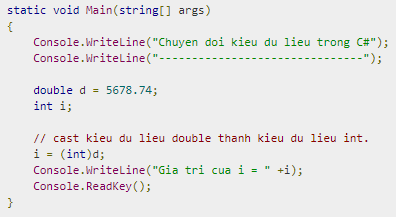 static void Main(string[] args)
{
    Console.WriteLine("Chuyen doi kieu du lieu trong C#");
    Console.WriteLine("-------------------------------");
    double d = 5678.74;
    int i;
    // cast kieu du lieu double thanh kieu du lieu int.
    i = (int)d;
    Console.WriteLine("Gia tri cua i = " +i);
    Console.ReadKey();
}